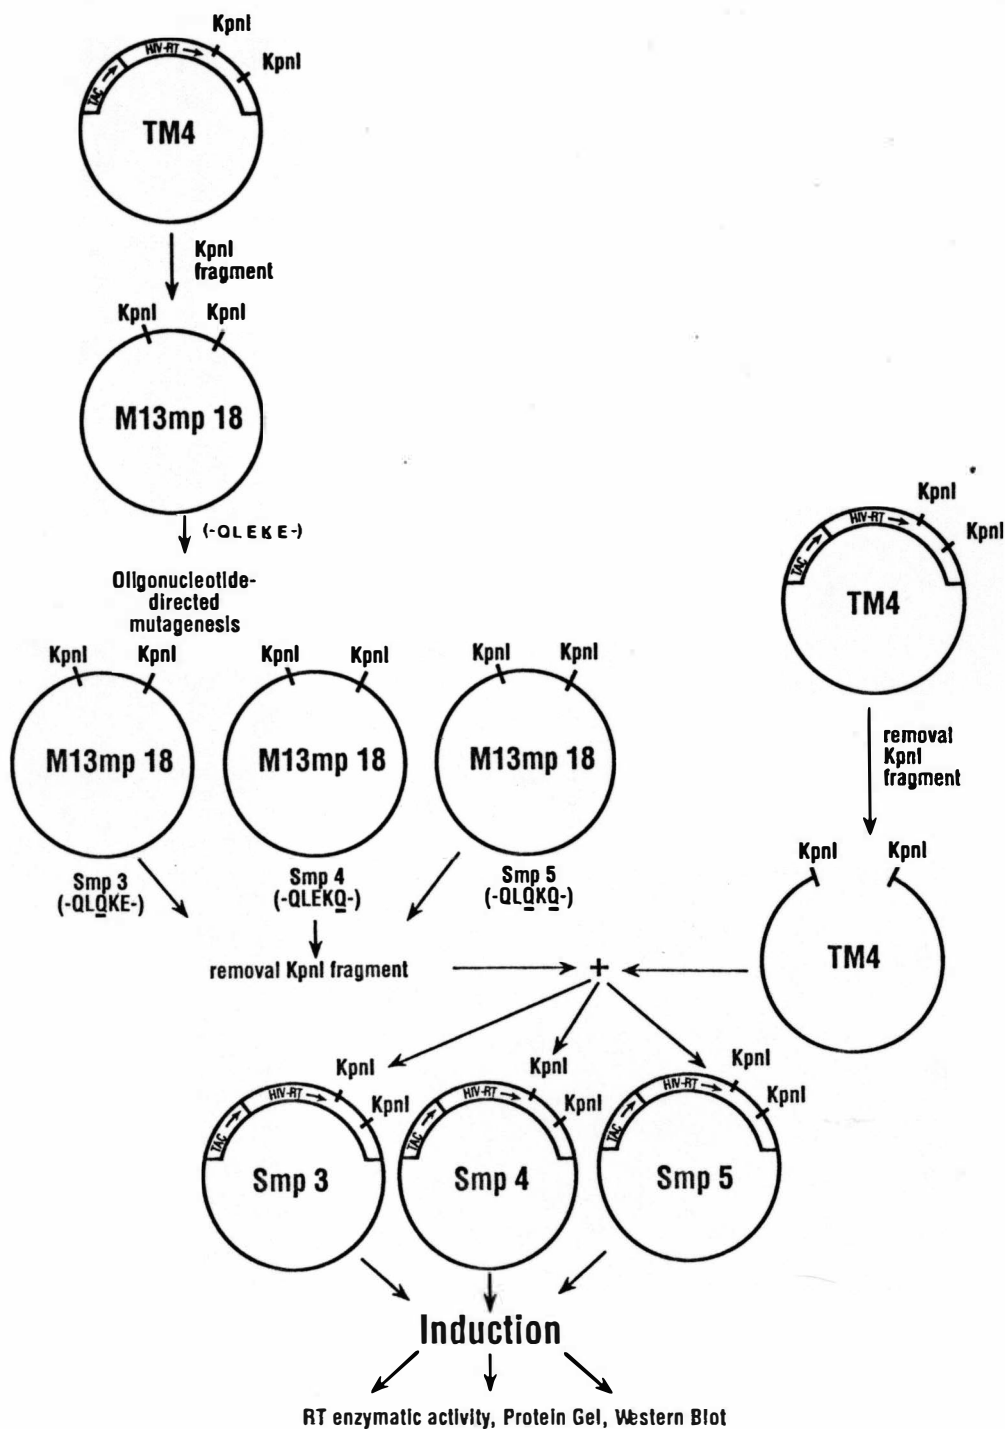 KpnI
HIV-RT →
KpnI
TAC →
TM4
KpnI
fragment
KpnI KpnI
M13mp 18
(-QLEKE-)
Oligonucleotide-
directed
mutagenesis
KpnI KpnI
M13mp 18
Smp 3
(-QLQKE-)
KpnI KpnI
M13mp 18
Smp 4
(-QLEKQ-)
KpnI KpnI
M13mp 18
Smp 5
(-QLQKQ-)
removal KpnI fragment
+
KpnI
HIV-RT →
KpnI
TAC →
TM4
removal
KpnI
fragment
KpnI KpnI
TM4
KpnI
HIV-RT →
KpnI
TAC →
Smp 3
KpnI
HIV-RT →
KpnI
TAC →
Smp 4
KpnI
HIV-RT →
KpnI
TAC →
Smp 5
Induction
RT enzymatic activity, Protein Gel, Western Blot